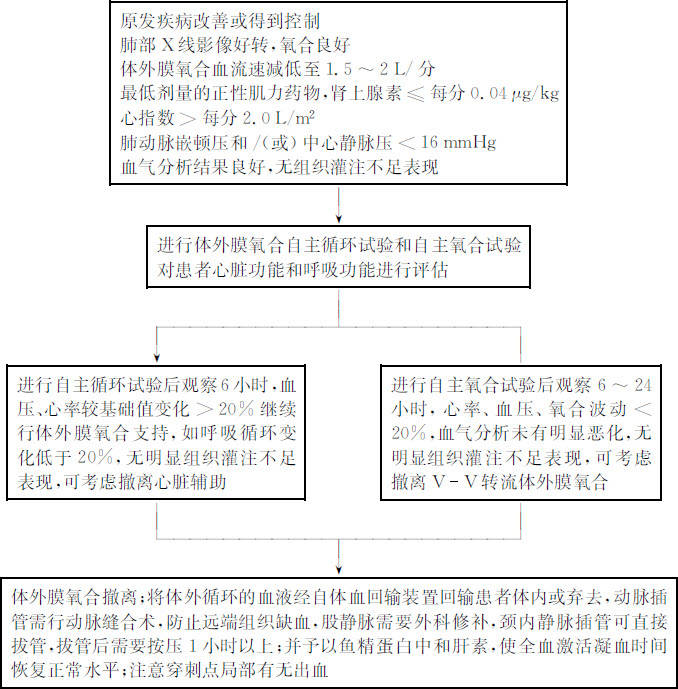 原发疾病改善或得到控制
肺部X线影像好转,氧合良好
体外膜氧合血流速减低至1.5～2 L/分
最低剂量的正性肌力药物,肾上腺素≤每分0.04 μg/kg
心指数＞每分2.0 L/m²
肺动脉嵌顿压和/(或)中心静脉压＜16 mmHg
血气分析结果良好,无组织灌注不足表现
进行体外膜氧合自主循环试验和自主氧合试验
对患者心脏功能和呼吸功能进行评估
进行自主循环试验后观察6小时,血
压、心率较基础值变化＞20%继续
行体外膜氧合支持,如呼吸循环变
化低于20%,无明显组织灌注不足
表现,可考虑撤离心脏辅助
进行自主氧合试验后观察6～24
小时,心率、血压、氧合波动＜
20%,血气分析未有明显恶化,无
明显组织灌注不足表现,可考虑
撤离V-V转流体外膜氧合
体外膜氧合撤离;将体外循环的血液经自体血回输装置回输患者体内或弃去,动脉插
管需行动脉缝合术,防止远端组织缺血,股静脉需要外科修补,颈内静脉插管可直接
拔管,拔管后需要按压1小时以上;并予以鱼精蛋白中和肝素,使全血激活凝血时间
恢复正常水平;注意穿刺点局部有无出血